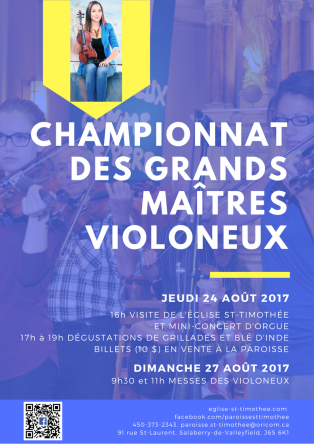 CHAMPIONNAT
DES GRANDS
MAÎTRES
VIOLONEUX
JEUDI 24 AOÛT 2017
16h VISITE DE L'ÉGLISE ST-TIMOTHÉE
ET MINI-CONCERT D'ORGUE
17h à 19h DÉGUSTATIONS DE GRILLADES ET BLÉ D'INDE
BILLETS (10 $) EN VENTE À LA PAROISSE
DIMANCHE 27 AOÛT 2017
9h30 et 11h MESSES DES VIOLONEUX
eglise-st-timothee.com
facebook.com/paroissesttimothee
450-373-2343, paroisse.st-timothee@oricom.ca
91 rue St-Laurent, Salaberry-de-Valleyfield, J6S 6K1